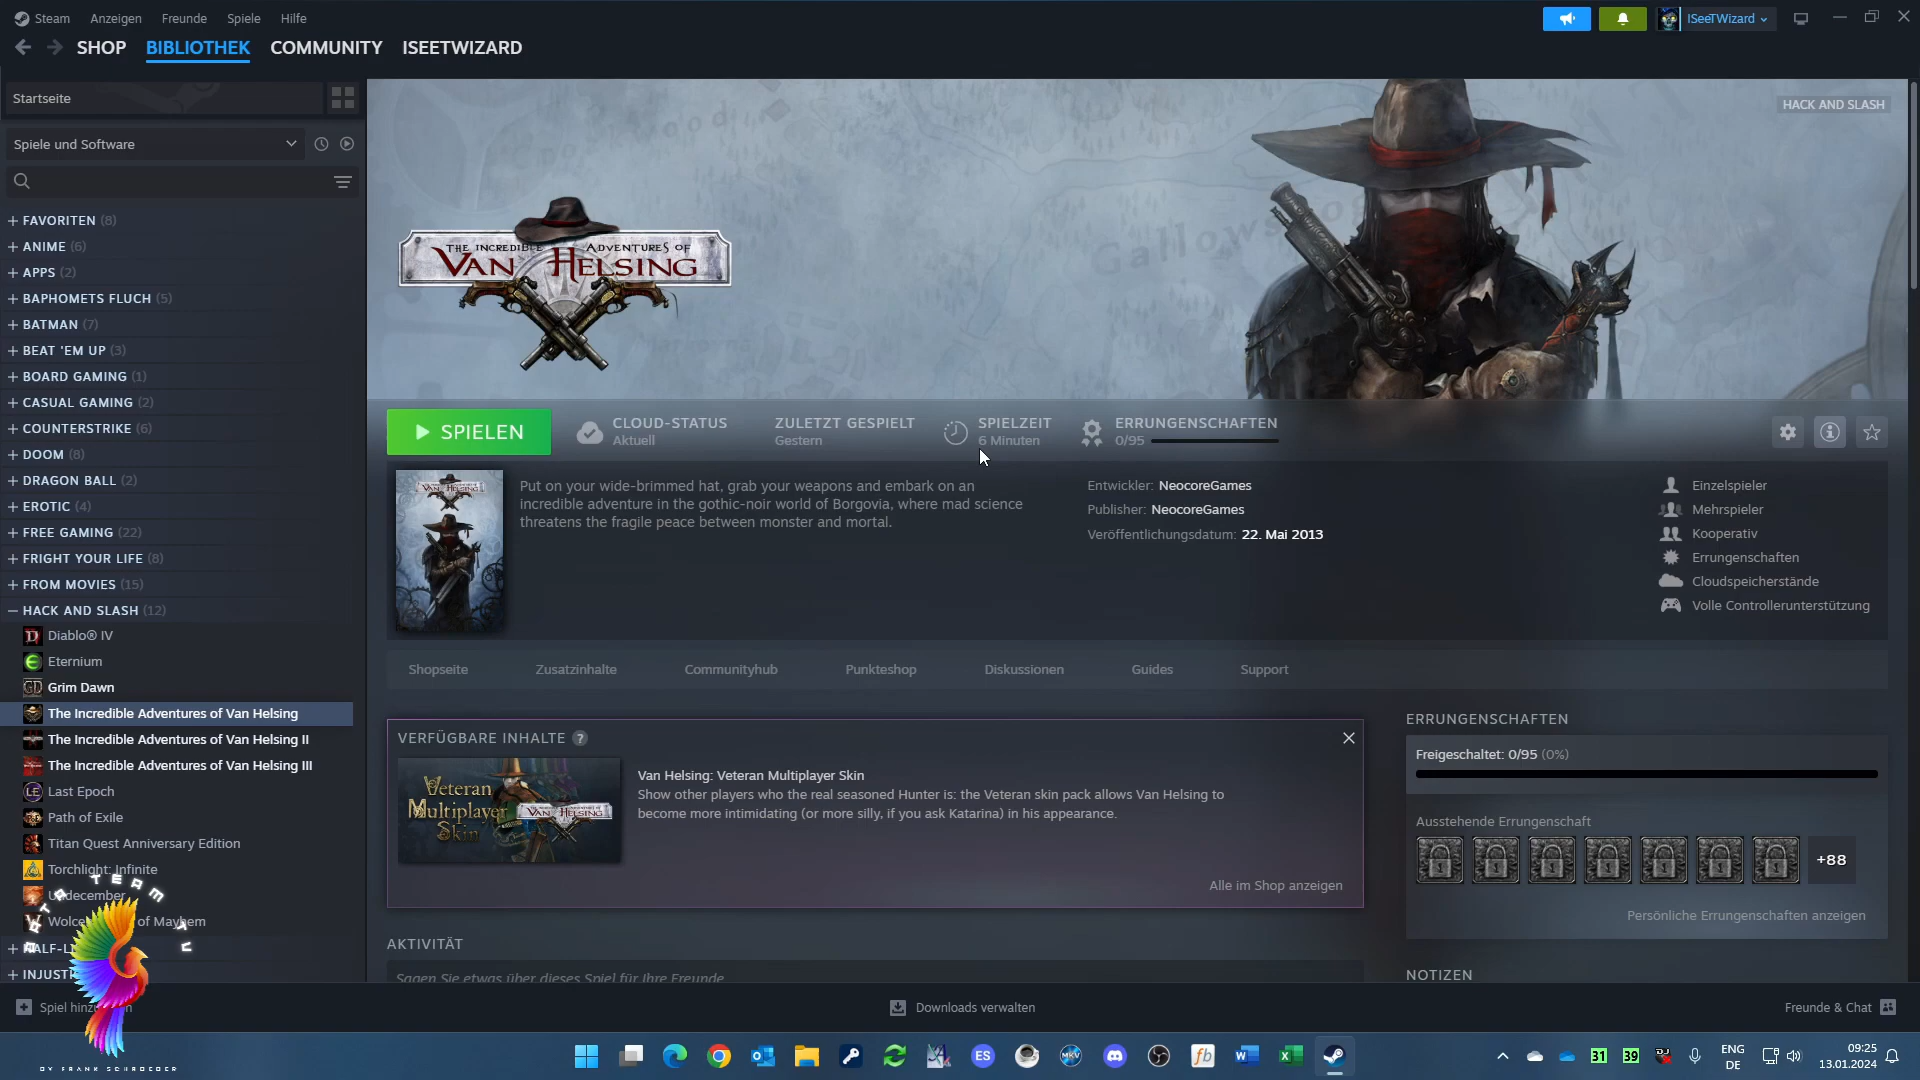 Steam Anzeigen Freunde Spiele Hilfe
ISeeTWizard
SHOP BIBLIOTHEK COMMUNITY ISEETWIZARD
Startseite
Spiele und Software
FAVORITEN (8)
ANIME (6)
APPS (2)
BAPHOMETS FLUCH (5)
BATMAN (7)
BEAT 'EM UP (3)
BOARD GAMING (1)
CASUAL GAMING (2)
COUNTERSTRIKE (6)
DOOM (8)
DRAGON BALL (2)
EROTIC (4)
FREE GAMING (22)
FRIGHT YOUR LIFE (8)
FROM MOVIES (15)
HACK AND SLASH (12)
Diablo® IV
Eternium
Grim Dawn
The Incredible Adventures of Van Helsing
The Incredible Adventures of Van Helsing II
The Incredible Adventures of Van Helsing III
Last Epoch
Path of Exile
Titan Quest Anniversary Edition
Torchlight: Infinite
of Mayhem
HACK AND SLASH
THE INCREDIBLE ADVENTURES OF
VAN HELSING
SPIELEN
CLOUD-STATUS
Aktuell
ZULETZT GESPIELT
Gestern
SPIELZEIT
6 Minuten
ERRUNGENSCHAFTEN
0/95
Put on your wide-brimmed hat, grab your weapons and embark on an
incredible adventure in the gothic-noir world of Borgovia, where mad science
threatens the fragile peace between monster and mortal.
Entwickler: NeocoreGames
Publisher: NeocoreGames
Veröffentlichungsdatum: 22. Mai 2013
Einzelspieler
Mehrspieler
Kooperativ
Errungenschaften
Cloudspeicherstände
Volle Controllerunterstützung
Shopseite Zusatzinhalte Communityhub Punkteshop Diskussionen Guides Support
VERFÜGBARE INHALTE ?
Veteran
Multiplayer
Skin
Van Helsing: Veteran Multiplayer Skin
Show other players who the real seasoned Hunter is: the Veteran skin pack allows Van Helsing to
become more intimidating (or more silly, if you ask Katarina) in his appearance.
Alle im Shop anzeigen
ERRUNGENSCHAFTEN
Freigeschaltet: 0/95 (0%)
Ausstehende Errungenschaft
+88
Persönliche Errungenschaften anzeigen
AKTIVITÄT
Sagen Sie etwas über dieses Spiel für Ihre Freunde
NOTIZEN
Downloads verwalten
Freunde & Chat
BY FRANK SCHROEDER
31 39
ENG
DE
09:25
13.01.2024